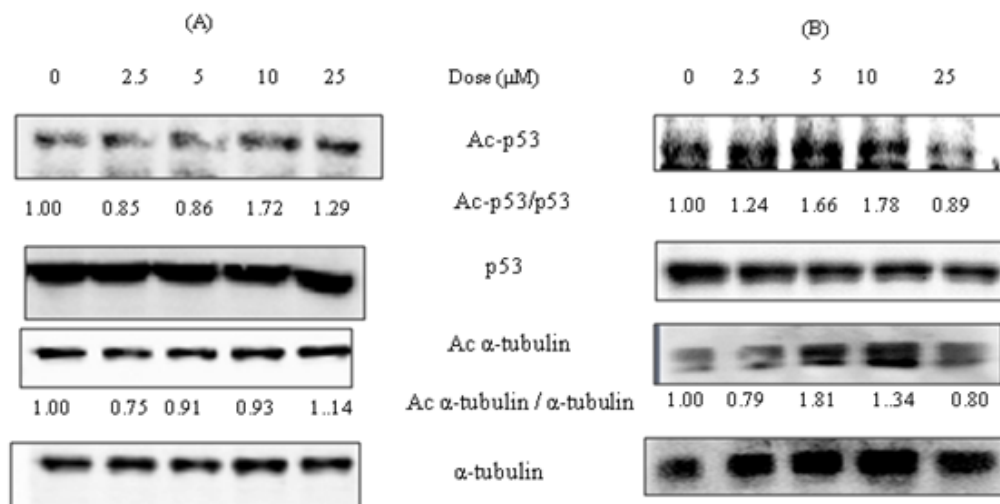 (A) (B)
0 2.5 5 10 25 Dose (μM) 0 2.5 5 10 25
Ac-p53
1.00 0.85 0.86 1.72 1.29 Ac-p53/p53 1.00 1.24 1.66 1.78 0.89
p53
Ac α-tubulin
1.00 0.75 0.91 0.93 1..14 Ac α-tubulin / α-tubulin 1.00 0.79 1.81 1..34 0.80
α-tubulin